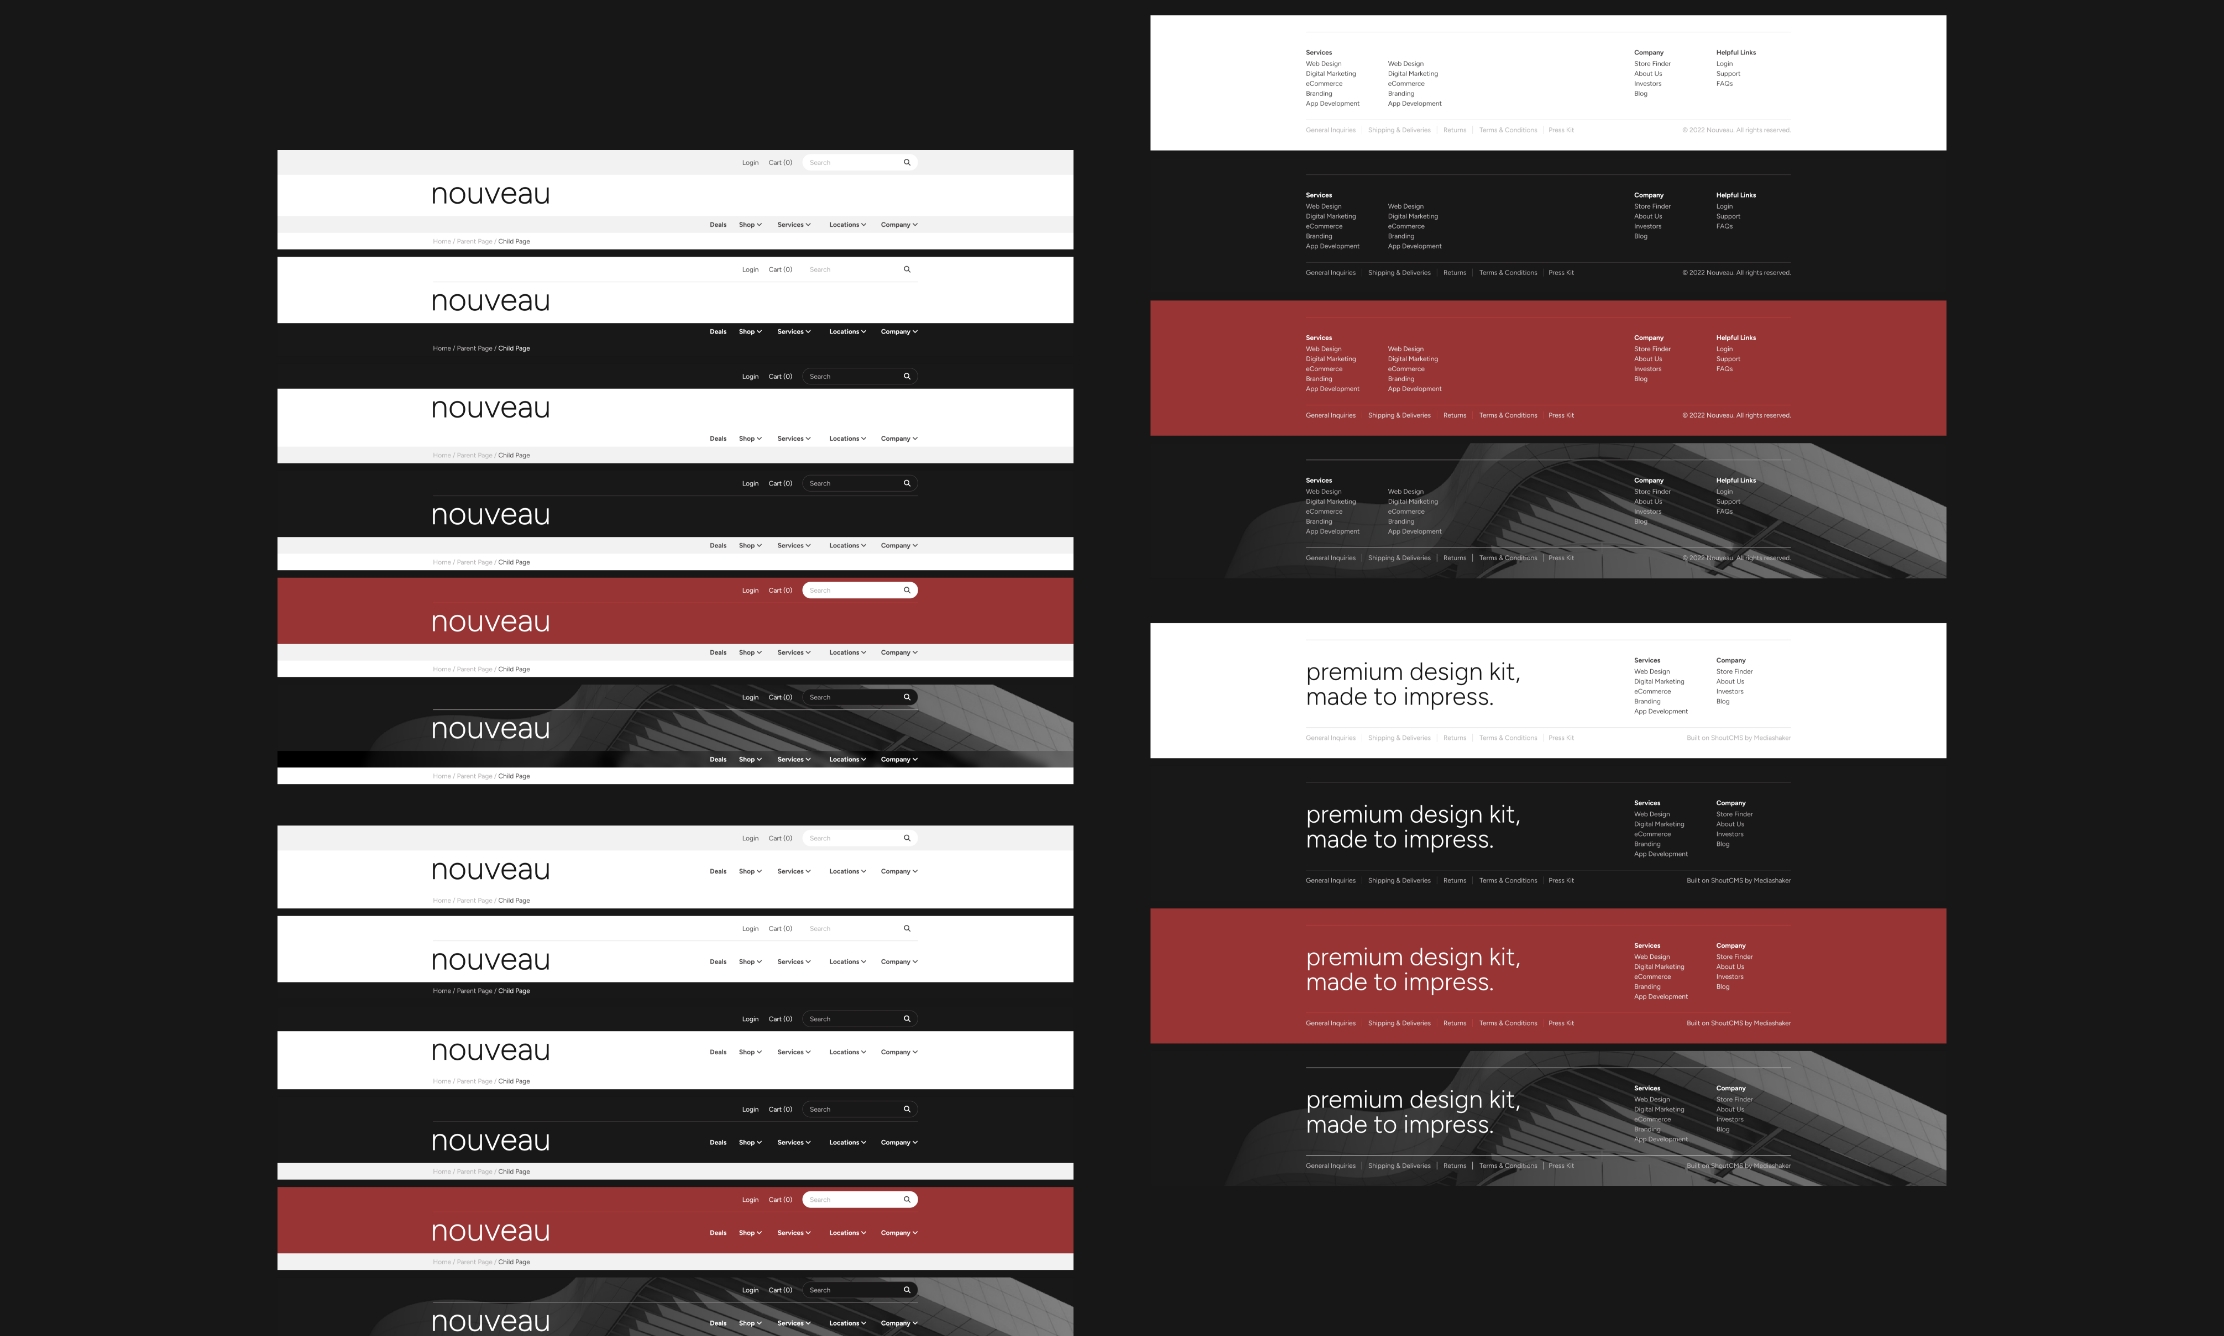 Login Cart (0) Search
nouveau
Deals Shop Services Locations Company
Home / Parent Page / Child Page
Login Cart (0) Search
nouveau
Deals Shop Services Locations Company
Home / Parent Page / Child Page
Login Cart (0) Search
nouveau
Deals Shop Services Locations Company
Home / Parent Page / Child Page
Login Cart (0) Search
nouveau
Deals Shop Services Locations Company
Home / Parent Page / Child Page
Login Cart (0) Search
nouveau
Deals Shop Services Locations Company
Home / Parent Page / Child Page
Login Cart (0) Search
nouveau
Deals Shop Services Locations Company
Home / Parent Page / Child Page
Login Cart (0) Search
nouveau
Deals Shop Services Locations Company
Home / Parent Page / Child Page
Login Cart (0) Search
nouveau
Deals Shop Services Locations Company
Home / Parent Page / Child Page
Login Cart (0) Search
nouveau
Deals Shop Services Locations Company
Home / Parent Page / Child Page
Login Cart (0) Search
nouveau
Deals Shop Services Locations Company
Home / Parent Page / Child Page
Login Cart (0) Search
nouveau
Deals Shop Services Locations Company
Home / Parent Page / Child Page
Login Cart (0) Search
nouveau
Deals Shop Services Locations Company
Services Company Helpful Links
Web Design Web Design Store Finder Login
Digital Marketing Digital Marketing About Us Support
eCommerce eCommerce Investors FAQs
Branding Branding Blog
App Development App Development
General Inquiries | Shipping & Deliveries | Returns | Terms & Conditions | Press Kit © 2022 Nouveau. All rights reserved.
Services Company Helpful Links
Web Design Web Design Store Finder Login
Digital Marketing Digital Marketing About Us Support
eCommerce eCommerce Investors FAQs
Branding Branding Blog
App Development App Development
General Inquiries | Shipping & Deliveries | Returns | Terms & Conditions | Press Kit © 2022 Nouveau. All rights reserved.
Services Company Helpful Links
Web Design Web Design Store Finder Login
Digital Marketing Digital Marketing About Us Support
eCommerce eCommerce Investors FAQs
Branding Branding Blog
App Development App Development
General Inquiries | Shipping & Deliveries | Returns | Terms & Conditions | Press Kit © 2022 Nouveau. All rights reserved.
Services Company Helpful Links
Web Design Web Design Store Finder Login
Digital Marketing Digital Marketing About Us Support
eCommerce eCommerce Investors FAQs
Branding Branding Blog
App Development App Development
General Inquiries | Shipping & Deliveries | Returns | Terms & Conditions | Press Kit © 2022 Nouveau. All rights reserved.
premium design kit,
made to impress.
Services Company
Web Design Store Finder
Digital Marketing About Us
eCommerce Investors
Branding Blog
App Development
General Inquiries | Shipping & Deliveries | Returns | Terms & Conditions | Press Kit Built on ShoutCMS by Mediashaker
premium design kit,
made to impress.
Services Company
Web Design Store Finder
Digital Marketing About Us
eCommerce Investors
Branding Blog
App Development
General Inquiries | Shipping & Deliveries | Returns | Terms & Conditions | Press Kit Built on ShoutCMS by Mediashaker
premium design kit,
made to impress.
Services Company
Web Design Store Finder
Digital Marketing About Us
eCommerce Investors
Branding Blog
App Development
General Inquiries | Shipping & Deliveries | Returns | Terms & Conditions | Press Kit Built on ShoutCMS by Mediashaker
premium design kit,
made to impress.
Services Company
Web Design Store Finder
Digital Marketing About Us
eCommerce Investors
Branding Blog
App Development
General Inquiries | Shipping & Deliveries | Returns | Terms & Conditions | Press Kit Built on ShoutCMS by Mediashaker